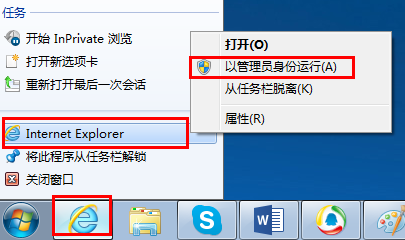 任务
开始 InPrivate 浏览
打开新选项卡
重新打开最后一次会话
Internet Explorer
将此程序从任务栏解锁
关闭窗口
打开(O)
以管理员身份运行(A)
从任务栏脱离(K)
属性(R)